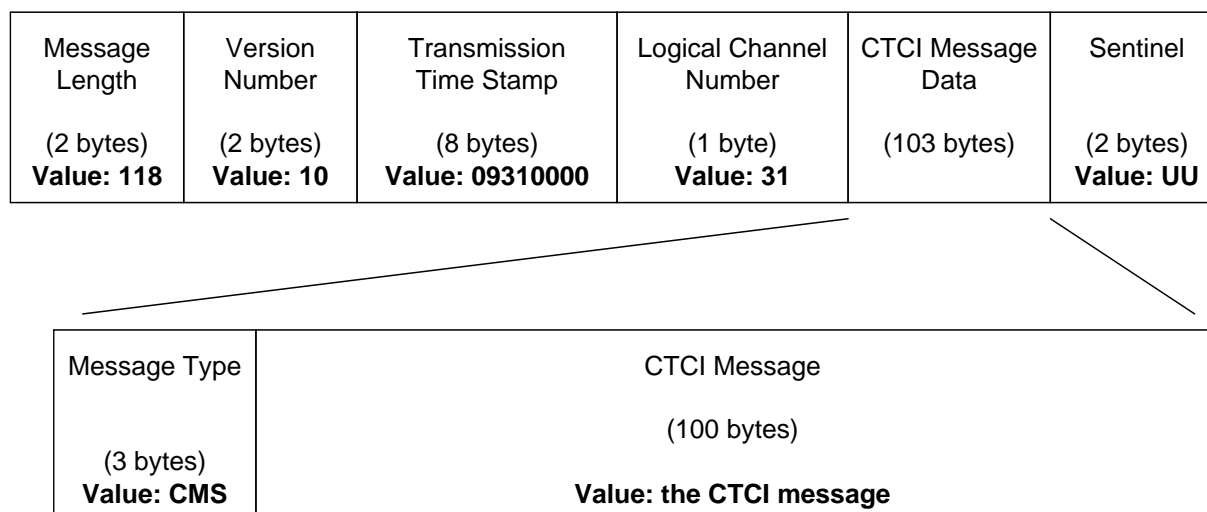 Message Length
(2 bytes)
Value: 118
Version Number
(2 bytes)
Value: 10
Transmission Time Stamp
(8 bytes)
Value: 09310000
Logical Channel Number
(1 byte)
Value: 31
CTCI Message Data
(103 bytes)
Sentinel
(2 bytes)
Value: UU
Message Type
(3 bytes)
Value: CMS
CTCI Message
(100 bytes)
Value: the CTCI message